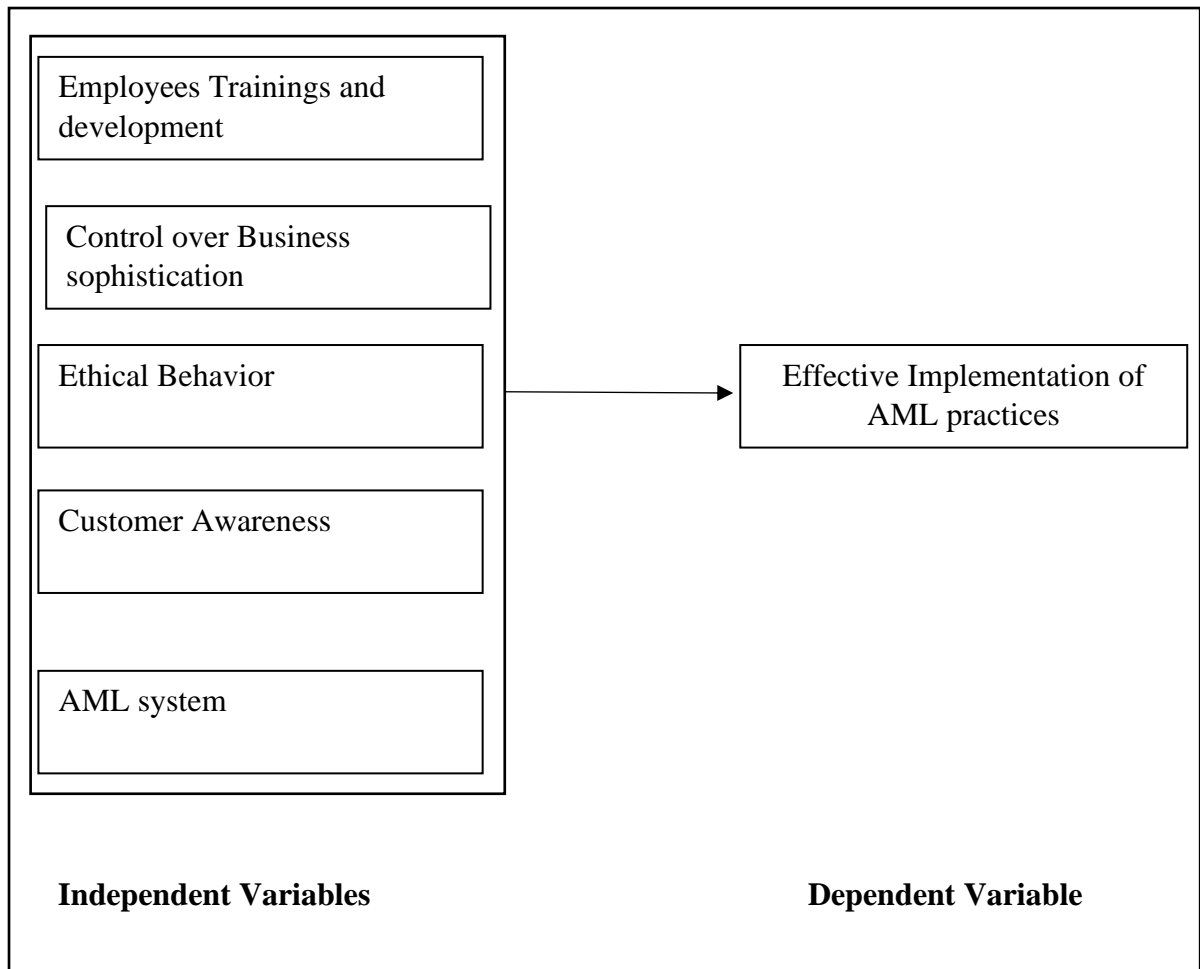 Employees Trainings and
development
Control over Business
sophistication
Ethical Behavior
Effective Implementation of
AML practices
Customer Awareness
AML system
Independent Variables
Dependent Variable